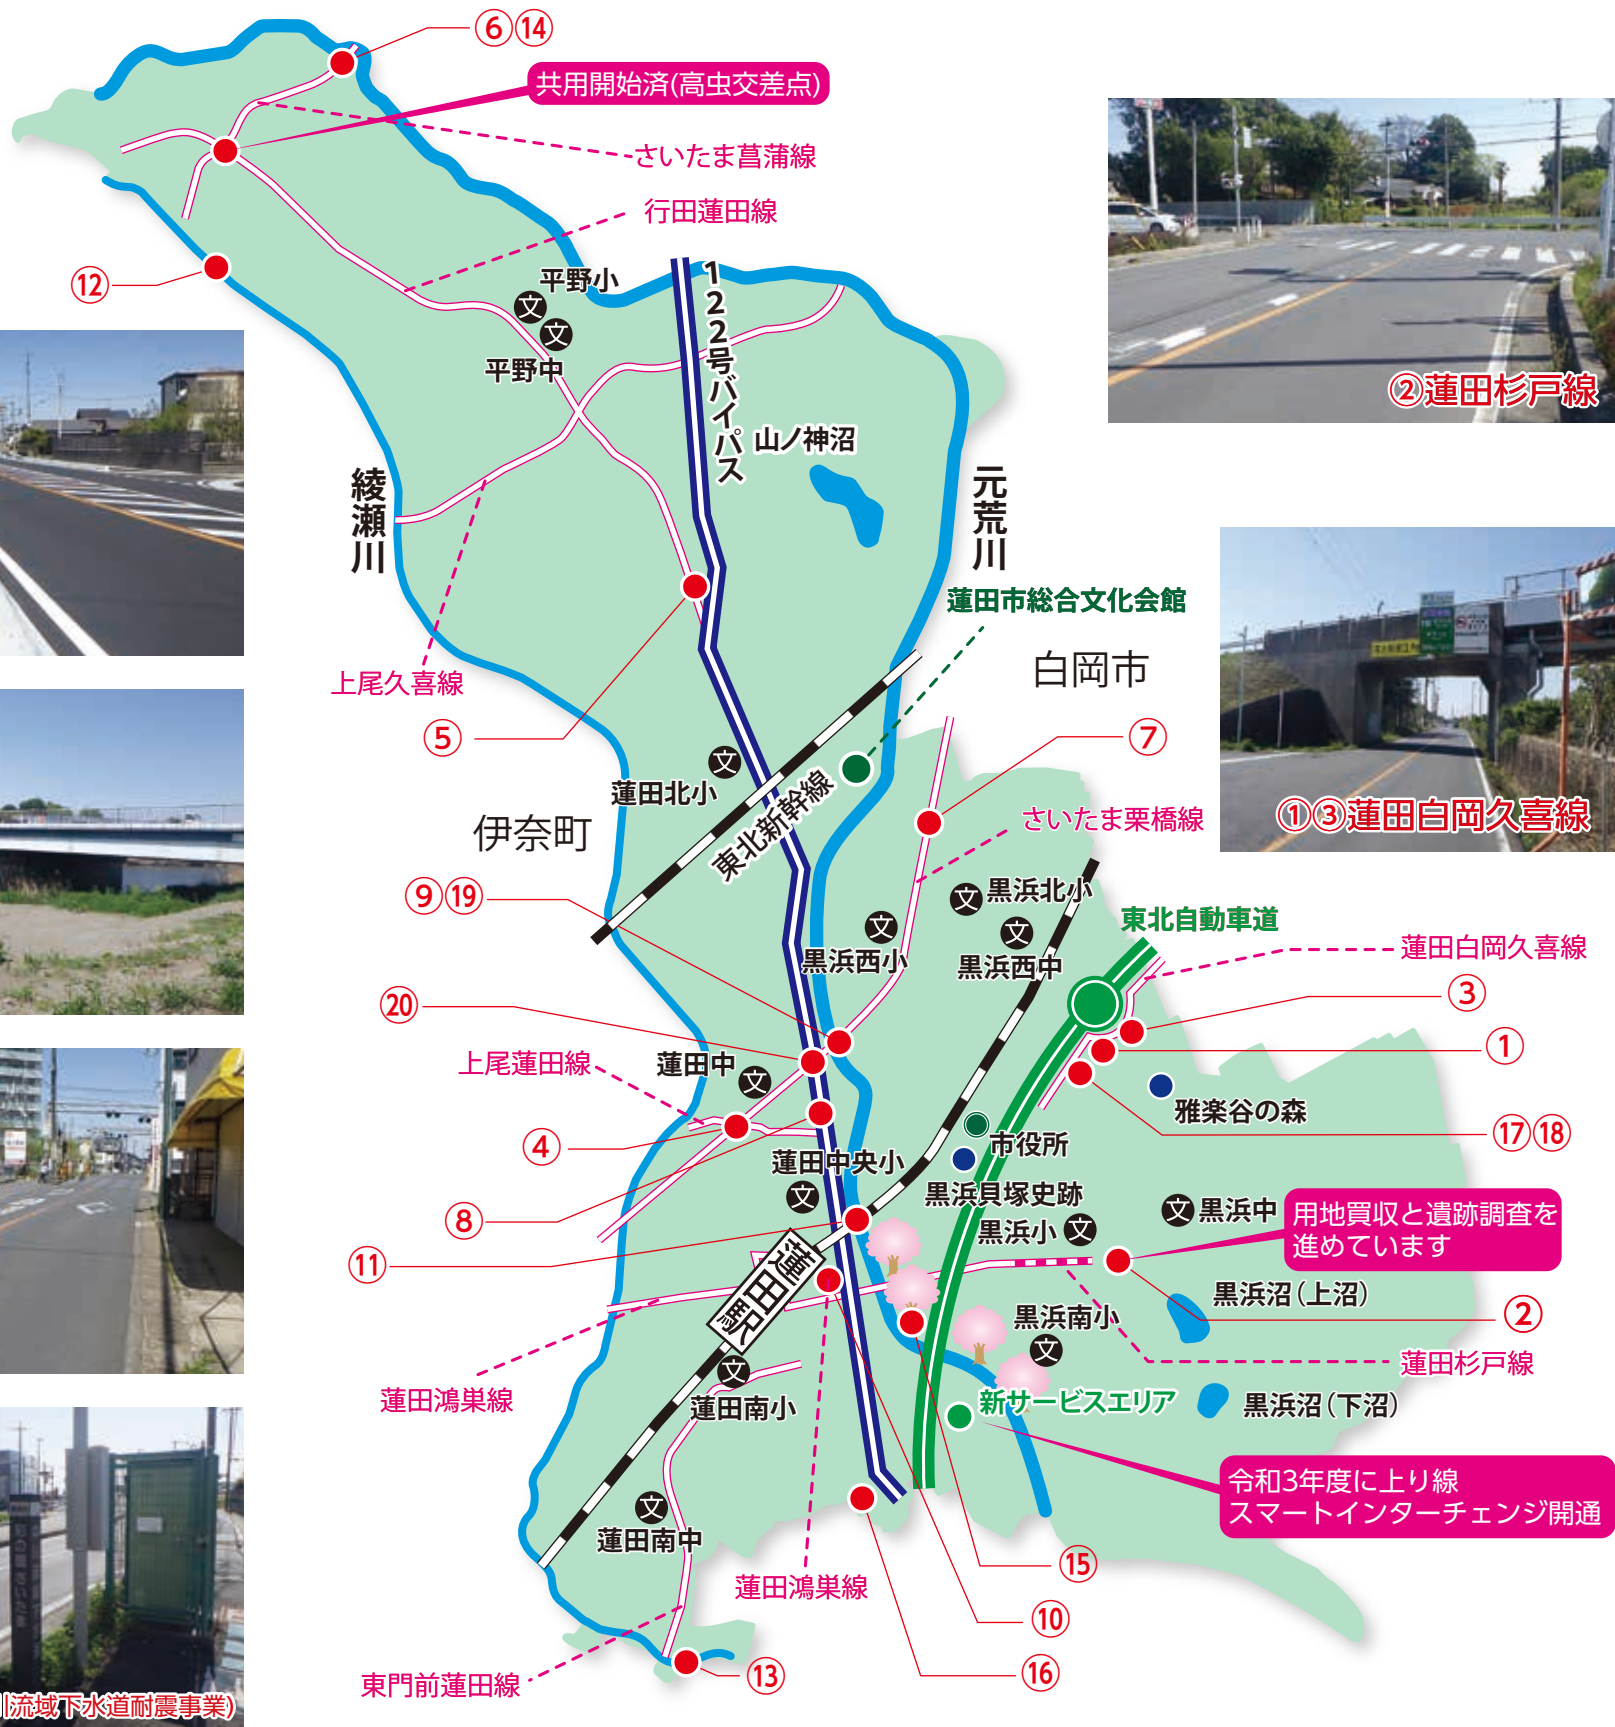 ⑥⑭
共用開始済(高虫交差点)
さいたま菖蒲線
行田蓮田線
⑫
平野小
文
文
平野中
122号バイパス
山ノ神沼
②蓮田杉戸線
綾瀬川
元荒川
蓮田市総合文化会館
白岡市
上尾久喜線
⑤
⑦
文
蓮田北小
東北新幹線
伊奈町
さいたま栗橋線
①③蓮田白岡久喜線
⑨⑲
文
黒浜北小
文
黒浜西小
文
黒浜西中
東北自動車道
蓮田白岡久喜線
③
⑳
①
上尾蓮田線
蓮田中
文
雅楽谷の森
④
市役所
⑰⑱
蓮田中央小
文
黒浜貝塚史跡
⑧
黒浜小
文
文
黒浜中
用地買収と遺跡調査を
進めています
⑪
蓮田駅
黒浜沼(上沼)
②
黒浜南小
文
蓮田杉戸線
蓮田鴻巣線
文
蓮田南小
新サービスエリア
黒浜沼(下沼)
令和3年度に上り線
スマートインターチェンジ開通
文
蓮田南中
⑮
蓮田鴻巣線
⑩
⑯
東門前蓮田線
⑬
流域下水道耐震事業)